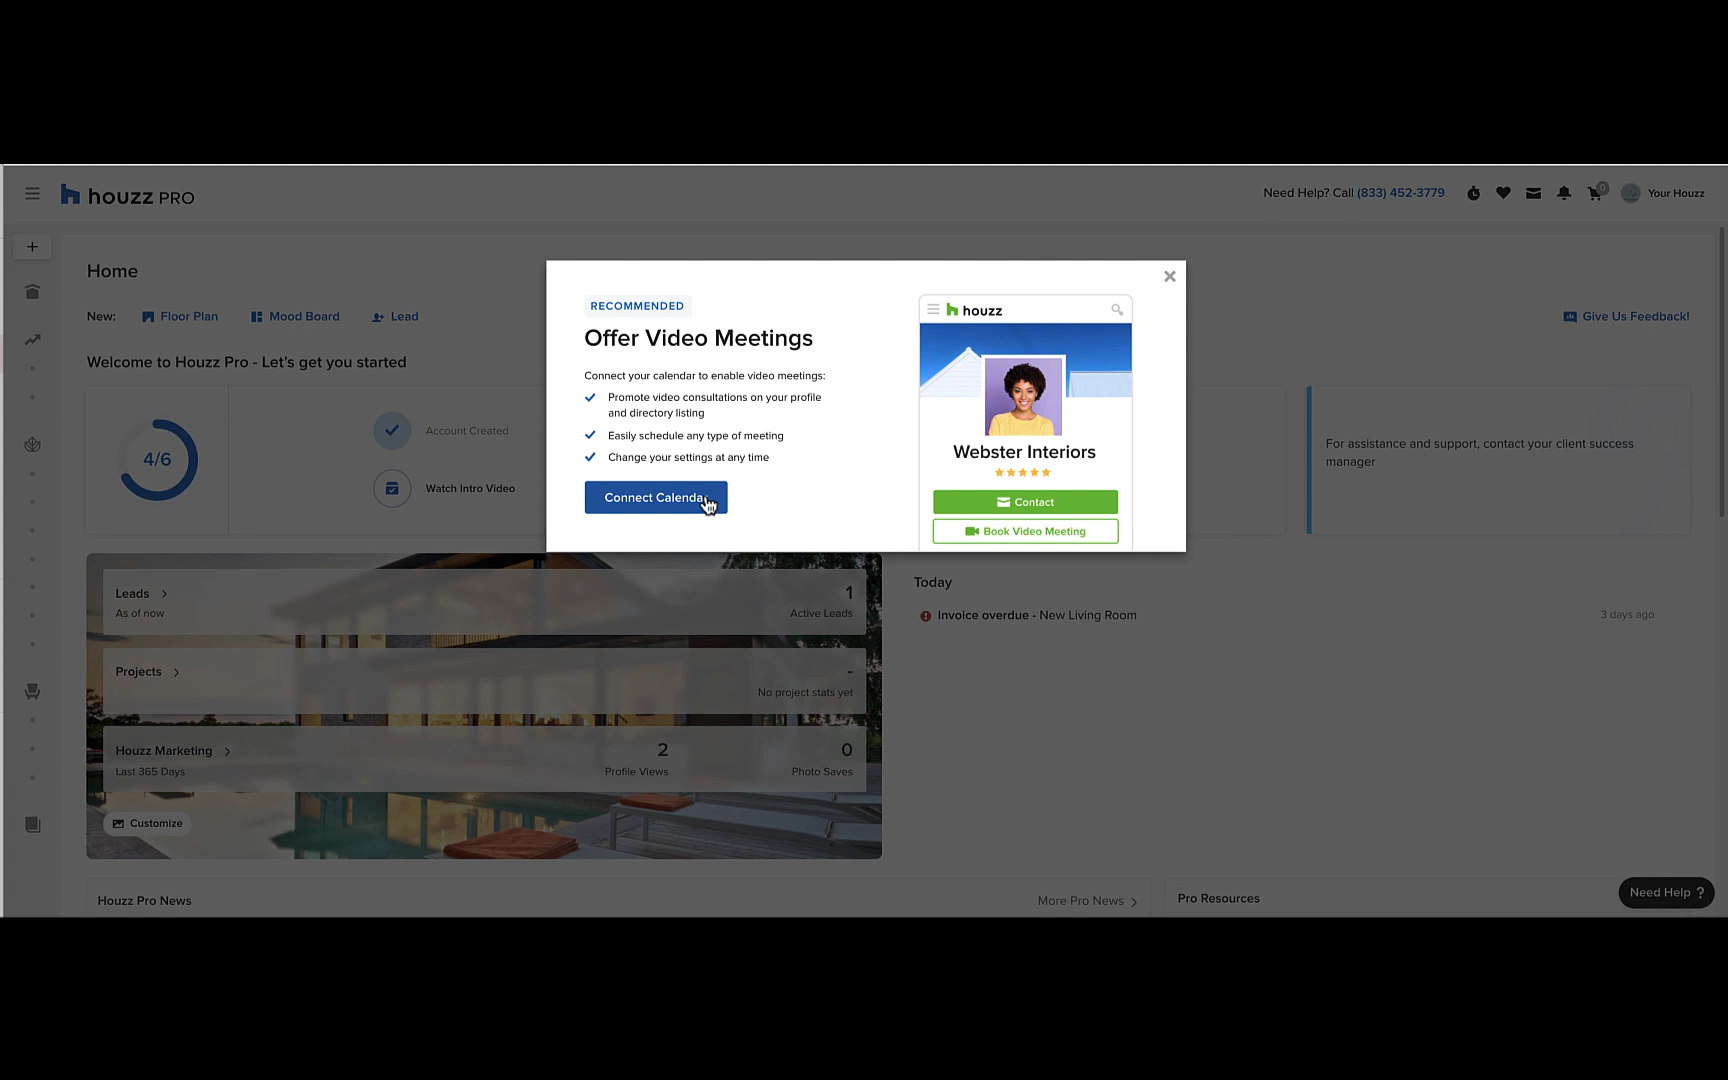 houzz PRO
Need Help? Call (833) 452-3779
0
Your Houzz
Home
New:
Floor Plan
Mood Board
Lead
Give Us Feedback!
Welcome to Houzz Pro - Let's get you started
4/6
Account Created
Watch Intro Video
For assistance and support, contact your client success
manager
RECOMMENDED
Offer Video Meetings
Connect your calendar to enable video meetings:
Promote video consultations on your profile
and directory listing
Easily schedule any type of meeting
Change your settings at any time
Connect Calenda
houzz
Webster Interiors
Contact
Book Video Meeting
Leads
As of now
1
Active Leads
Projects
-
No project stats yet
Houzz Marketing
Last 365 Days
2
Profile Views
0
Photo Saves
Customize
Today
Invoice overdue - New Living Room
3 days ago
Houzz Pro News
More Pro News
Pro Resources
Need Help ?